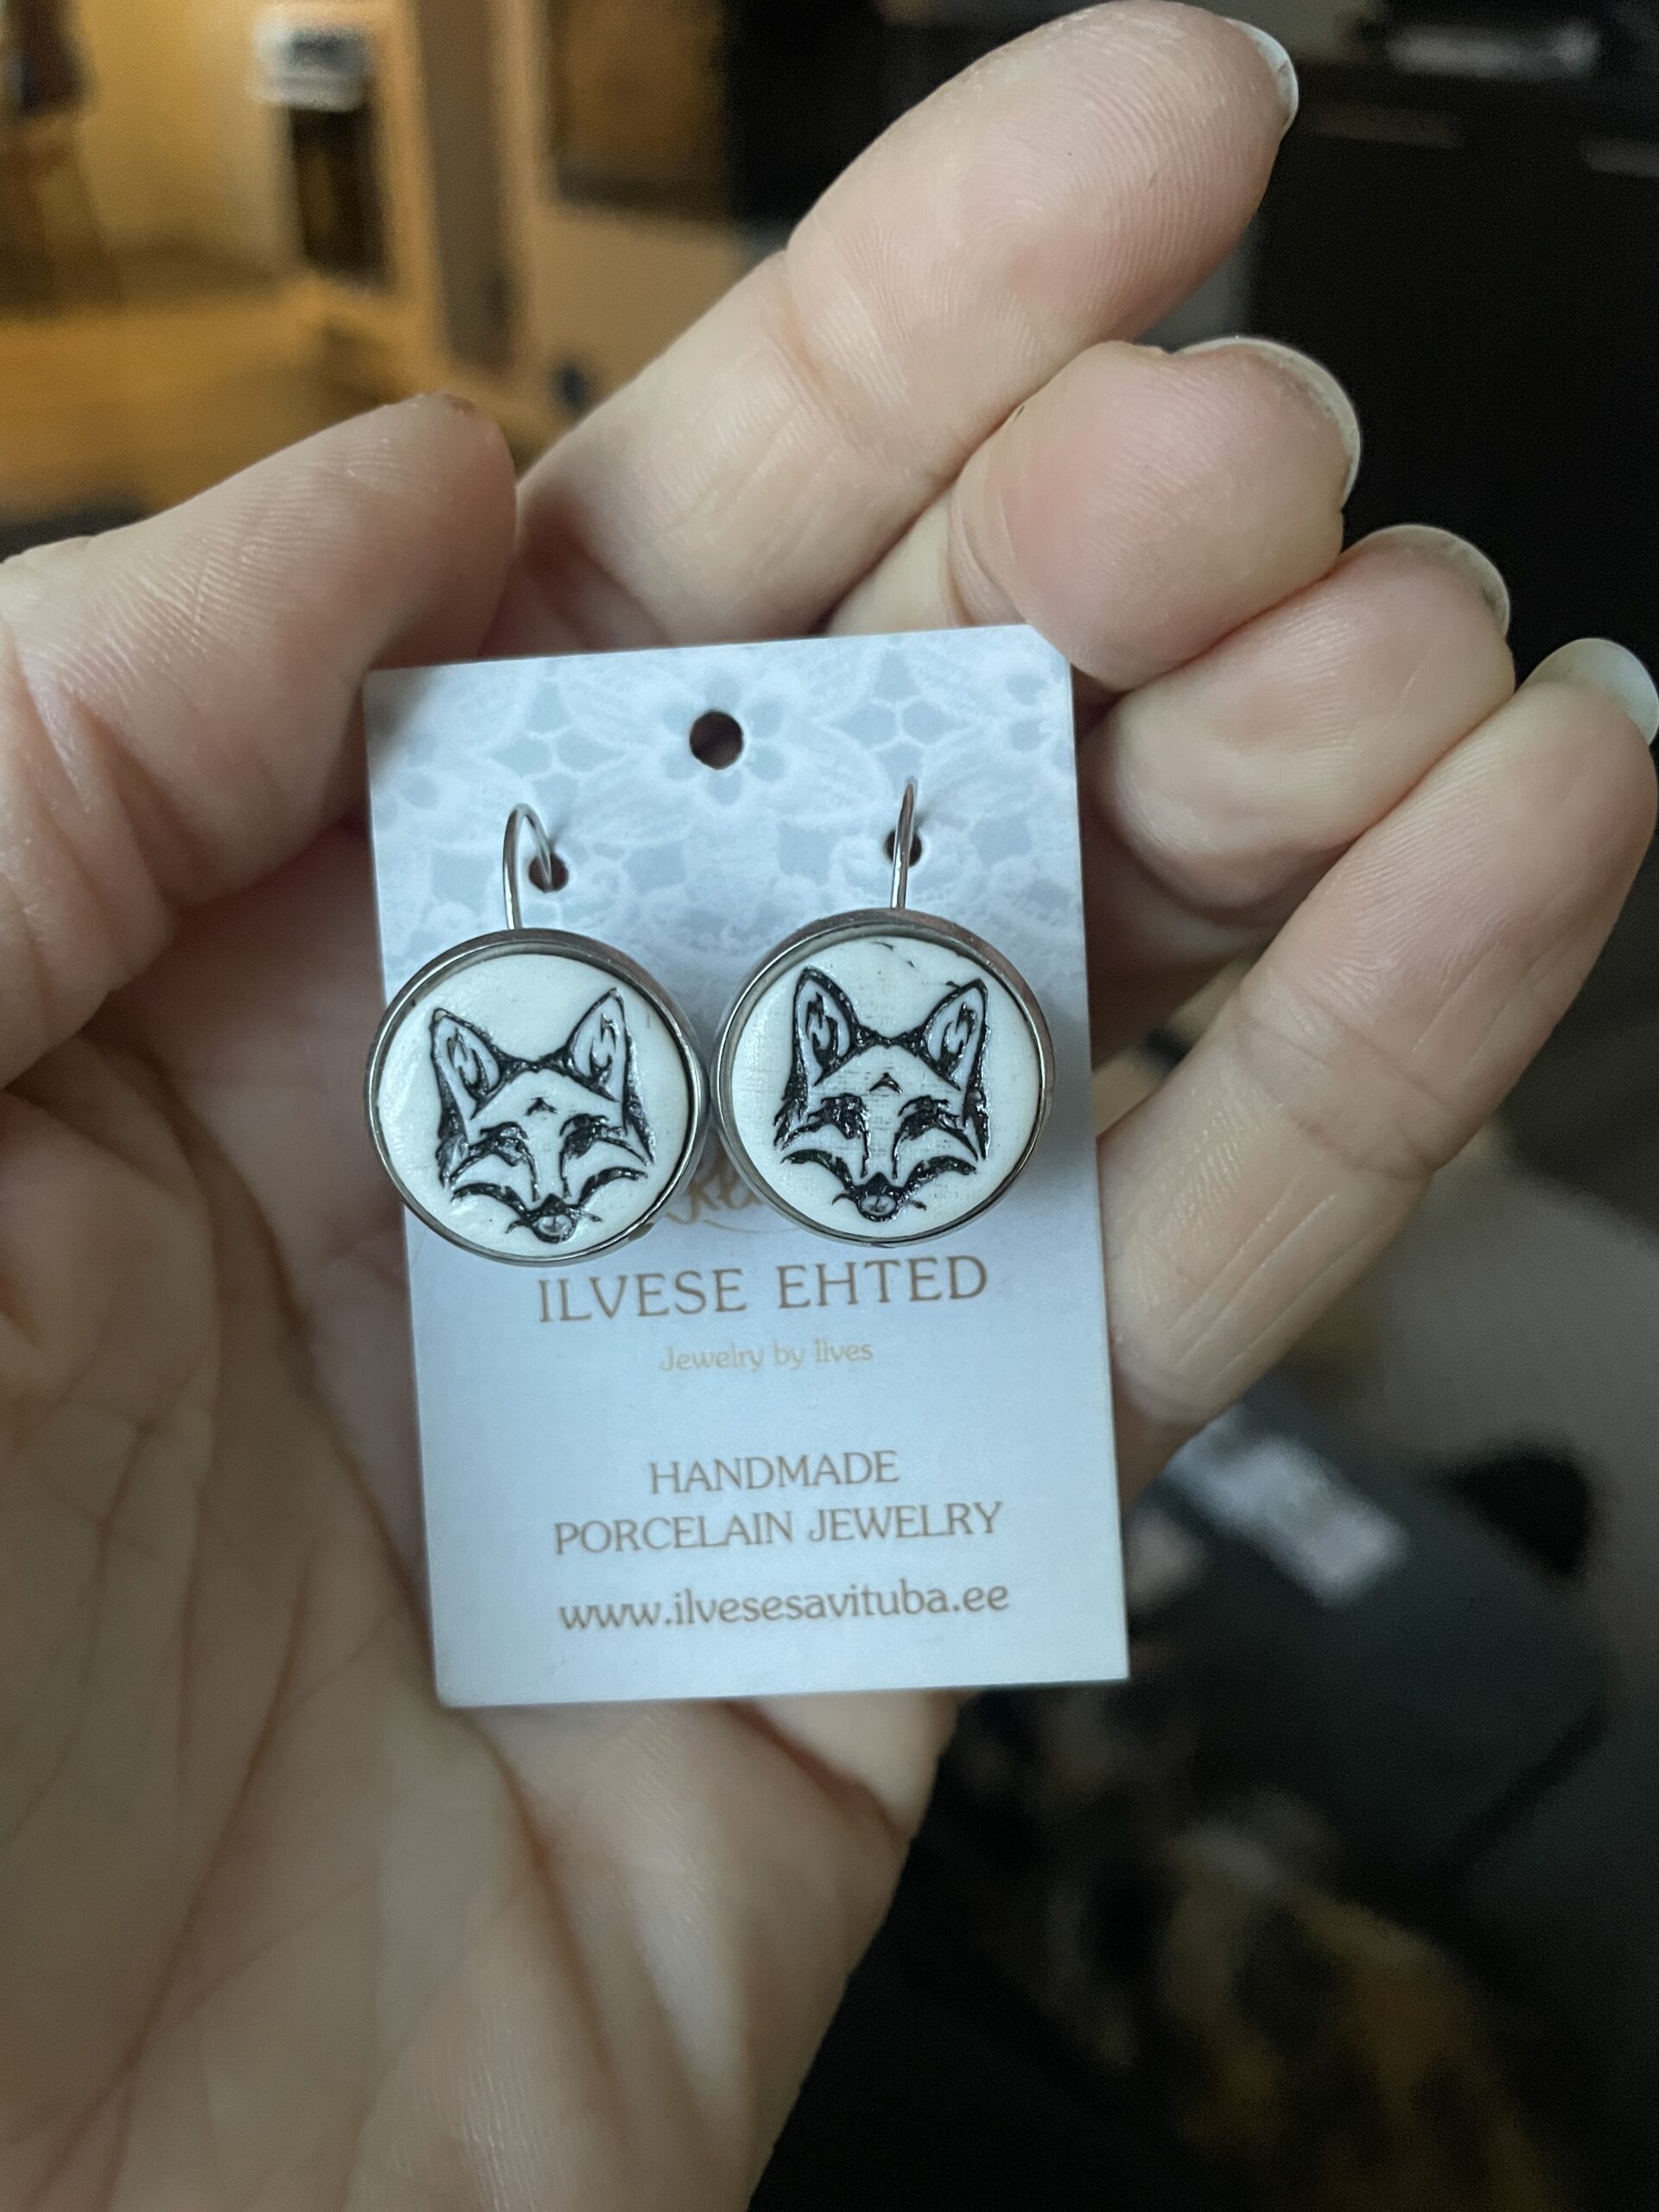 ILVESE EHTED
Jewelry by Ilves
HANDMADE
PORCELAIN JEWELRY
www.ilvesesavituba.ee